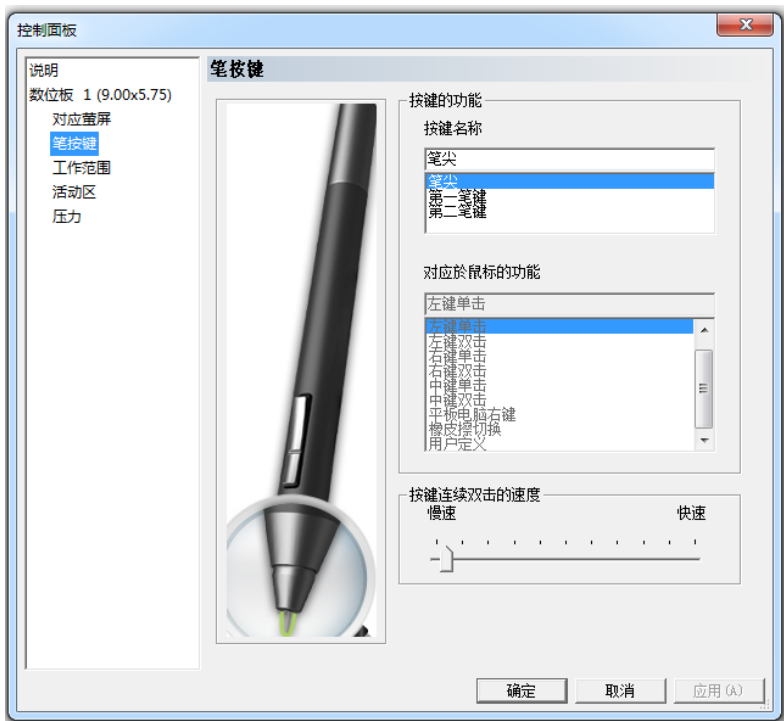 控制面板
说明
数位板 1 (9.00x5.75)
对应萤屏
笔按键
工作范围
活动区
压力
笔按键
按键的功能
按键名称
笔尖
笔尖
第一笔键
第二笔键
对应於鼠标的功能
左键单击
左键单击
左键双击
右键单击
右键双击
中键单击
中键双击
平板电脑右键
橡皮擦切换
用户定义
按键连续双击的速度
慢速 快速
确定 取消 应用(A)